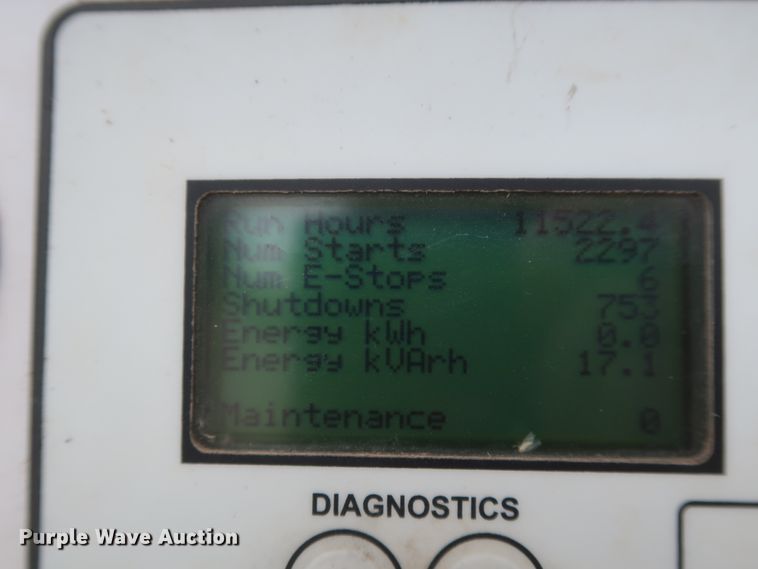 Run Hours 11522.4
Num Starts 2297
Num E-Stops 6
Shutdowns 753
Energy kWh 0.0
Energy kVArh 17.1
Maintenance 0
DIAGNOSTICS
Purple Wave Auction